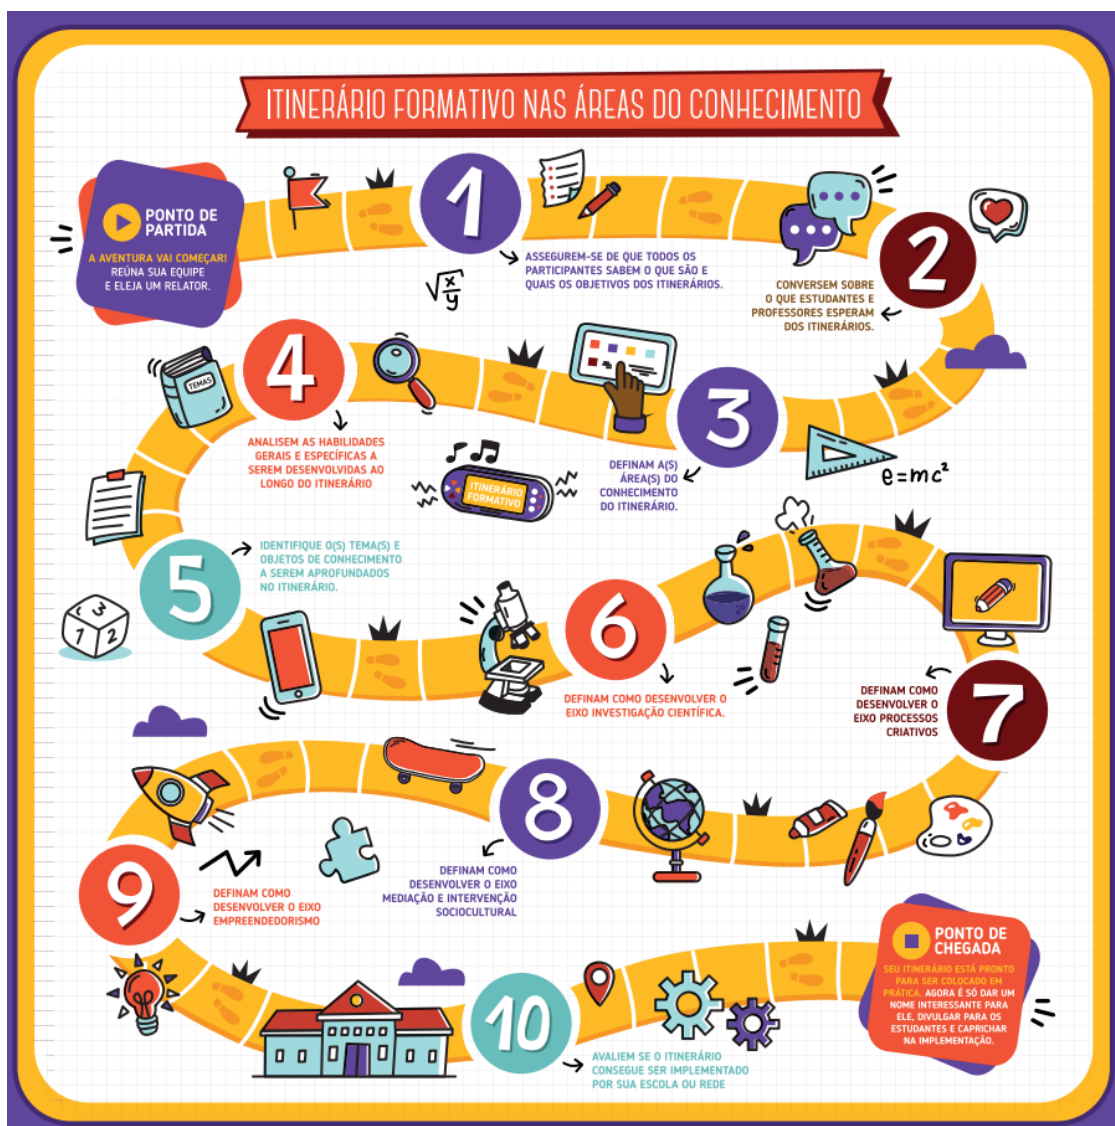 ITINERÁRIO FORMATIVO NAS ÁREAS DO CONHECIMENTO
PONTO DE
PARTIDA
A AVENTURA VAI COMEÇAR!
REÚNA SUA EQUIPE
E ELEJA UM RELATOR.
1
ASSEGUREM-SE DE QUE TODOS OS
PARTICIPANTES SABEM O QUE SÃO E
QUAIS OS OBJETIVOS DOS ITINERÁRIOS.
√x/y
2
CONVERSEM SOBRE
O QUE ESTUDANTES E
PROFESSORES ESPERAM
DOS ITINERÁRIOS.
3
DEFINAM A(S)
ÁREA(S) DO
CONHECIMENTO
DO ITINERÁRIO.
e=mc²
4
ANALISEM AS HABILIDADES
GERAIS E ESPECÍFICAS A
SEREM DESENVOLVIDAS AO
LONGO DO ITINERÁRIO
TEMAS
ITINERÁRIO
FORMATIVO
5
IDENTIFIQUE O(S) TEMA(S) E
OBJETOS DE CONHECIMENTO
A SEREM APROFUNDADOS
NO ITINERÁRIO.
3
1 2
6
DEFINAM COMO DESENVOLVER O
EIXO INVESTIGAÇÃO CIENTÍFICA.
7
DEFINAM COMO
DESENVOLVER O
EIXO PROCESSOS
CRIATIVOS
8
DEFINAM COMO
DESENVOLVER O EIXO
MEDIAÇÃO E INTERVENÇÃO
SOCIOCULTURAL
9
DEFINAM COMO
DESENVOLVER O EIXO
EMPREENDEDORISMO
10
AVALIEM SE O ITINERÁRIO
CONSEGUE SER IMPLEMENTADO
POR SUA ESCOLA OU REDE
PONTO DE
CHEGADA
SEU ITINERÁRIO ESTÁ PRONTO
PARA SER COLOCADO EM
PRÁTICA. AGORA É SÓ DAR UM
NOME INTERESSANTE PARA
ELE, DIVULGAR PARA OS
ESTUDANTES E CAPRICHAR
NA IMPLEMENTAÇÃO.